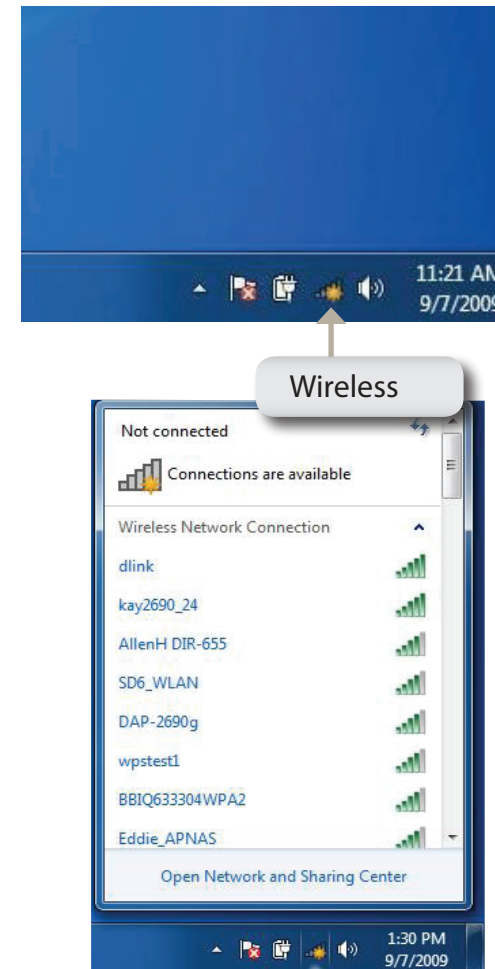 11:21 AM
9/7/2009
Wireless
Not connected
Connections are available
Wireless Network Connection
dlink
kay2690_24
AllenH DIR-655
SD6_WLAN
DAP-2690g
wpstest1
BBIQ633304WPA2
Eddie_APNAS
Open Network and Sharing Center
1:30 PM
9/7/2009